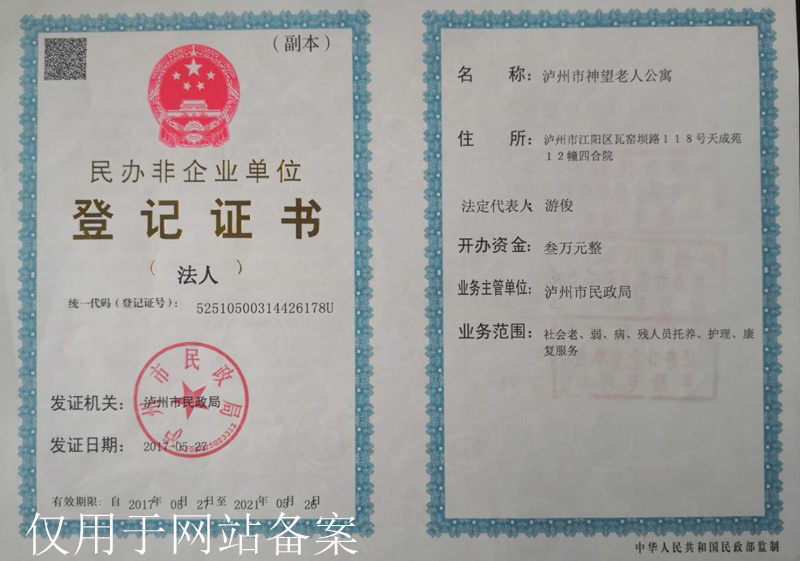 （副本）
民办非企业单位
登记证书
（法人）
统一代码（登记证号）：52510500314426178U
泸州市民政局
发证机关：泸州市民政局
发证日期：2017-05-27
有效期限：自 2017年 05月 27日至 2021年 05月 26日
仅用于网站备案
名 称：泸州市神望老人公寓
住 所：泸州市江阳区瓦窑坝路１１８号天成苑
１２幢四合院
法定代表人 游俊
开办资金：叁万元整
业务主管单位：泸州市民政局
业务范围：社会老、弱、病、残人员托养、护理、康
复服务
中华人民共和国民政部监制